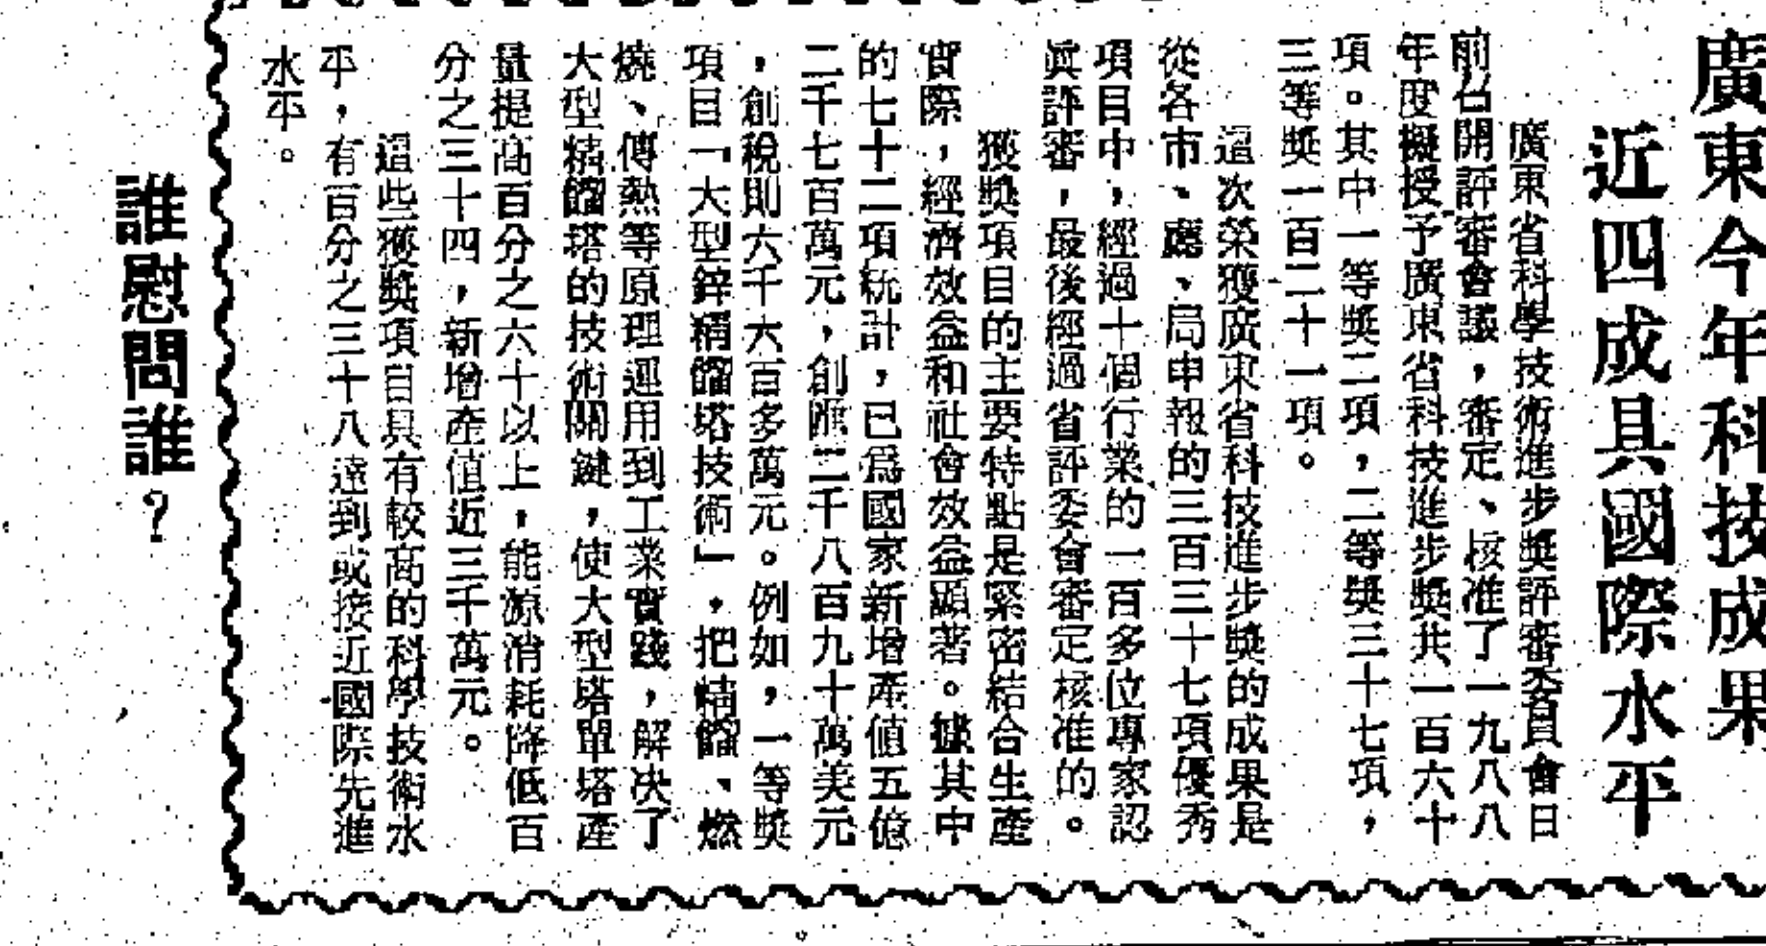 廣東今年科技成果
近四成具國際水平
廣東省科學技術進步獎評審委員會日
前召開評審會議，審定、核准了一九八八
年度擬授予廣東省科技進步獎共一百六十
項。其中一等獎二項，二等獎三十七項，
三等獎一百二十一項。
這次榮獲廣東省科技進步獎的成果是
從各市、廳、局申報的三百三十七項優秀
項目中，經過十個行業的一百多位專家認
眞評審，最後經過省評委會審定核准的。
獲獎項目的主要特點是緊密結合生產
實際，經濟效益和社會效益顯著。據其中
的七十二項統計，已爲國家新增產值五億
二千七百萬元，創匯二千八百九十萬美元
，創稅則六千六百多萬元。例如，一等獎
項目「大型鋅精餾塔技術」，把精餾、燃
燒、傳熱等原理運用到工業實踐，解决了
大型精餾塔的技術關鍵，使大型塔單塔產
量提高百分之六十以上，能源消耗降低百
分之三十四，新增產值近三千萬元。
這些獲獎項目具有較高的科學技術水
平，有百分之三十八達到或接近國際先進
水平。
誰慰問誰？